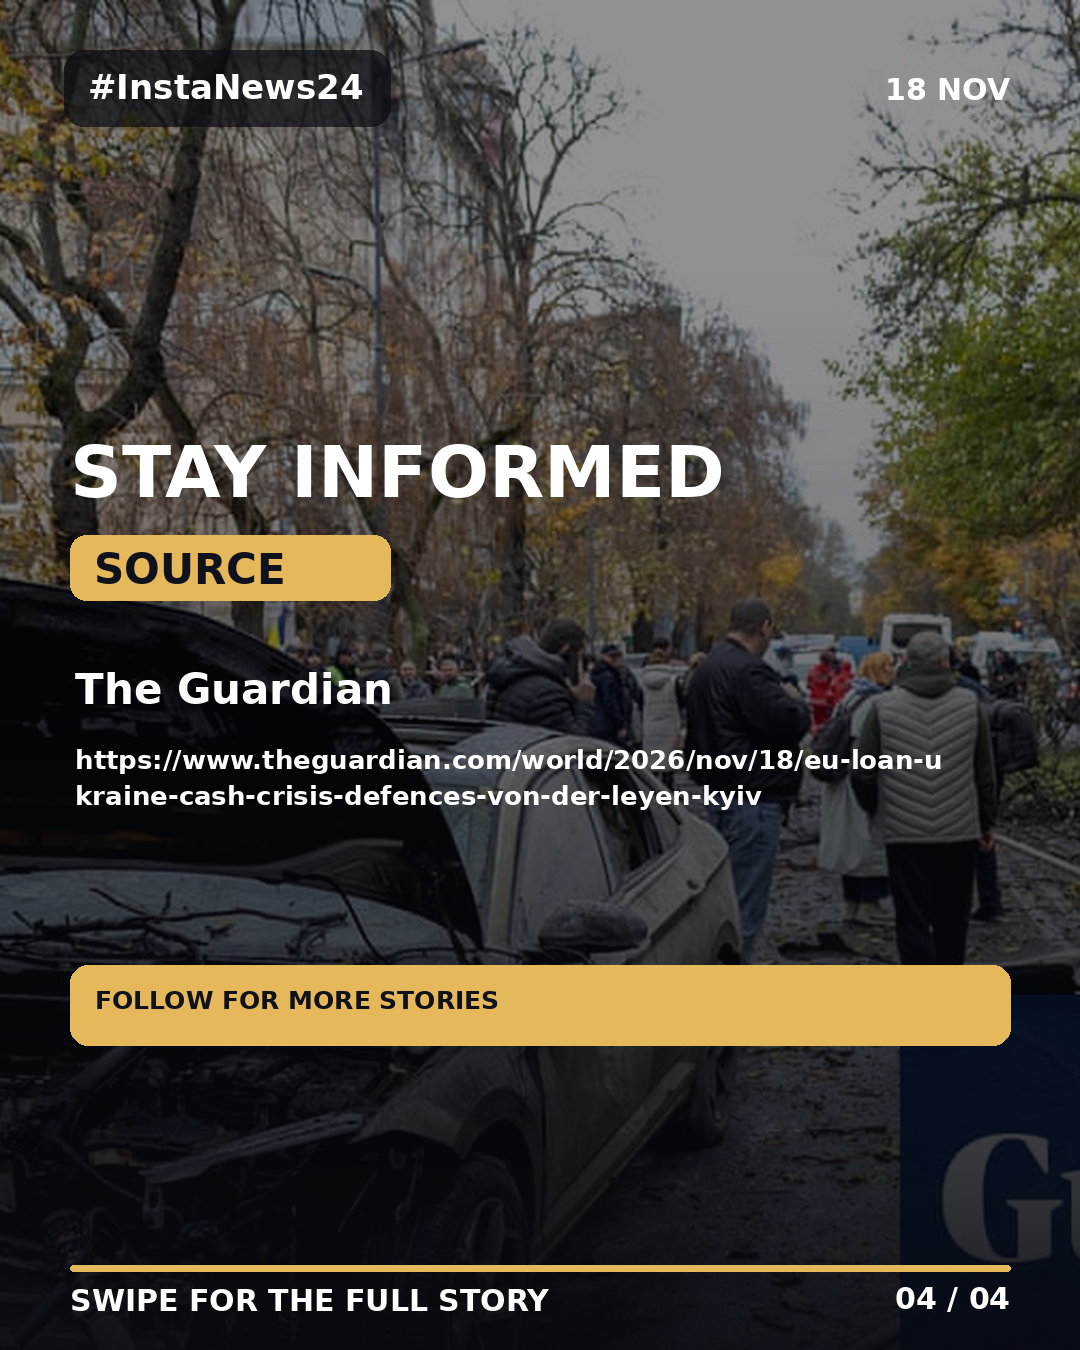 #InstaNews24
18 NOV
STAY INFORMED
SOURCE
The Guardian
https://www.theguardian.com/world/2026/nov/18/eu-loan-u
kraine-cash-crisis-defences-von-der-leyen-kyiv
FOLLOW FOR MORE STORIES
SWIPE FOR THE FULL STORY
04 / 04